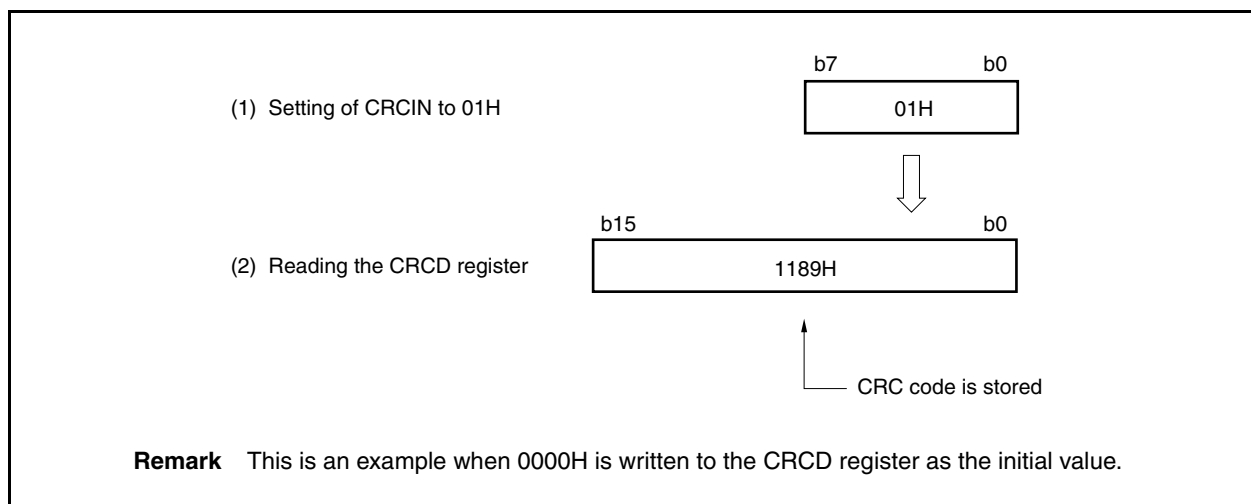 b7 b0
(1) Setting of CRCIN to 01H
01H
b15 b0
(2) Reading the CRCD register
1189H
CRC code is stored
Remark This is an example when 0000H is written to the CRCD register as the initial value.